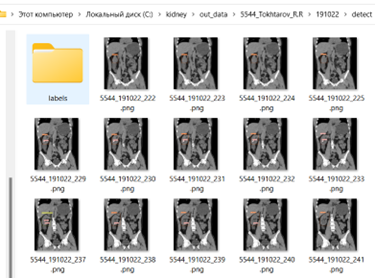 Этот компьютер > Локальный диск (C:) > kidney > out_data > 5544_Tokhtarov_R.R > 191022 > detect
labels
5544_191022_222.png
5544_191022_223.png
5544_191022_224.png
5544_191022_225.png
5544_191022_229.png
5544_191022_230.png
5544_191022_231.png
5544_191022_232.png
5544_191022_233.png
5544_191022_237.png
5544_191022_238.png
5544_191022_239.png
5544_191022_240.png
5544_191022_241.png